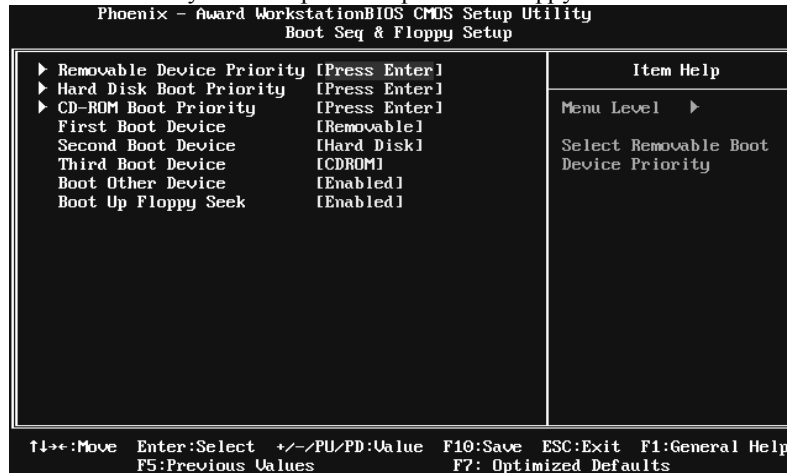 Phoenix - Award WorkstationBIOS CMOS Setup Utility
Boot Seq & Floppy Setup
▶ Removable Device Priority [Press Enter]
▶ Hard Disk Boot Priority [Press Enter]
▶ CD-ROM Boot Priority [Press Enter]
First Boot Device [Removable]
Second Boot Device [Hard Disk]
Third Boot Device [CDROM]
Boot Other Device [Enabled]
Boot Up Floppy Seek [Enabled]
Item Help
Menu Level ▶
Select Removable Boot
Device Priority
↑↓→←:Move Enter:Select +/-/PU/PD:Value F10:Save ESC:Exit F1:General Help
F5:Previous Values F7: Optimized Defaults